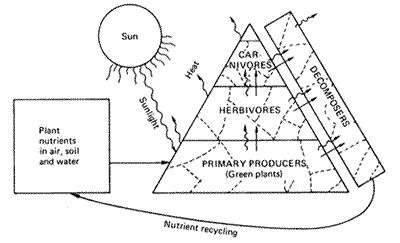 Sun
Heat
Sunlight
CAR-
NIVORES
HERBIVORES
PRIMARY PRODUCERS
(Green plants)
DECOMPOSERS
Plant
nutrients
in air, soil
and water
Nutrient recycling